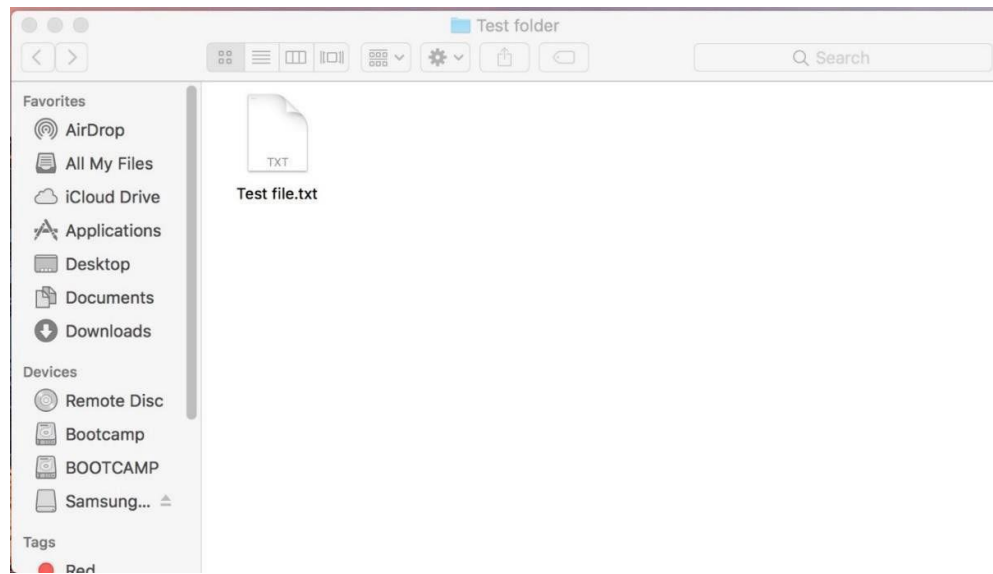 Test folder
Search
Favorites
AirDrop
All My Files
iCloud Drive
Applications
Desktop
Documents
Downloads
Devices
Remote Disc
Bootcamp
BOOTCAMP
Samsung...
Tags
Red
TXT
Test file.txt